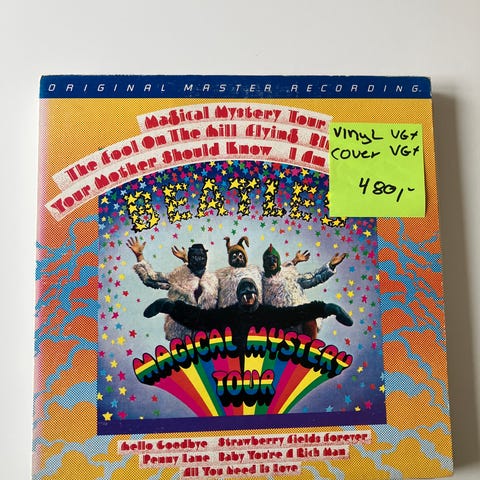 ORIGINAL MASTER RECORDING
Magical Mystery Tour
The Fool On The Hill Flying
Your Mother Should Know I Am
Vinyl VG+
Cover VG+
480,-
BEATLES
MAGICAL MYSTERY
TOUR
Hello Goodbye Strawberry Fields Forever
Penny Lane Baby You're A Rich Man
All You Need Is Love